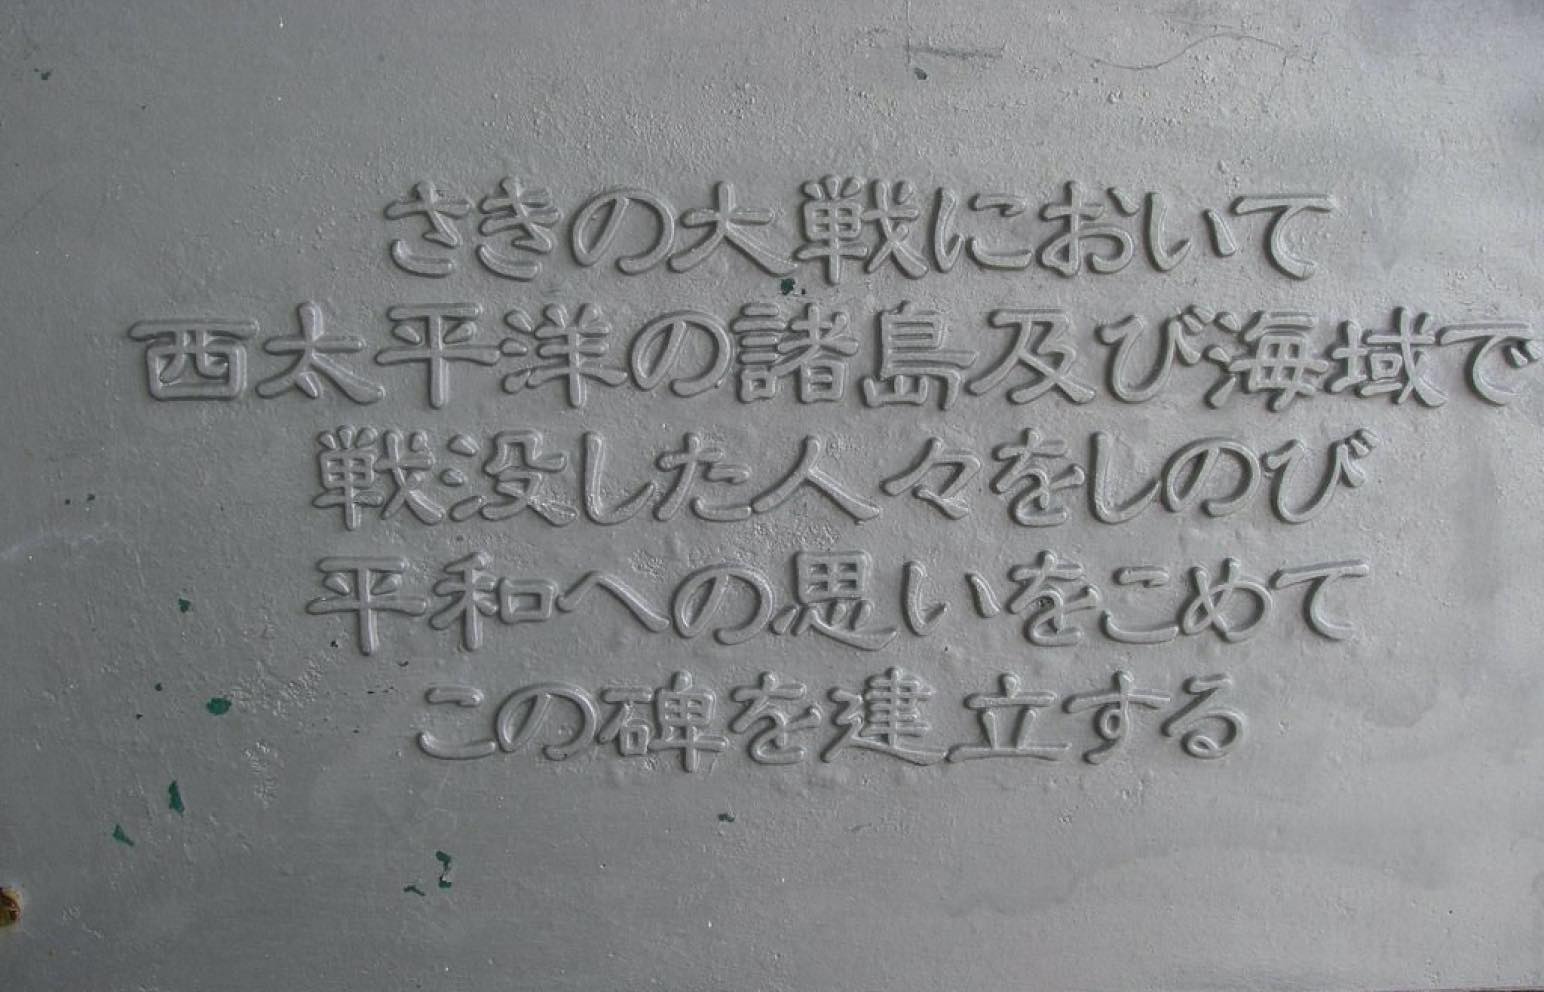 さきの大戦において
西太平洋の諸島及び海域で
戦没した人々をしのび
平和への思いをこめて
この碑を建立する